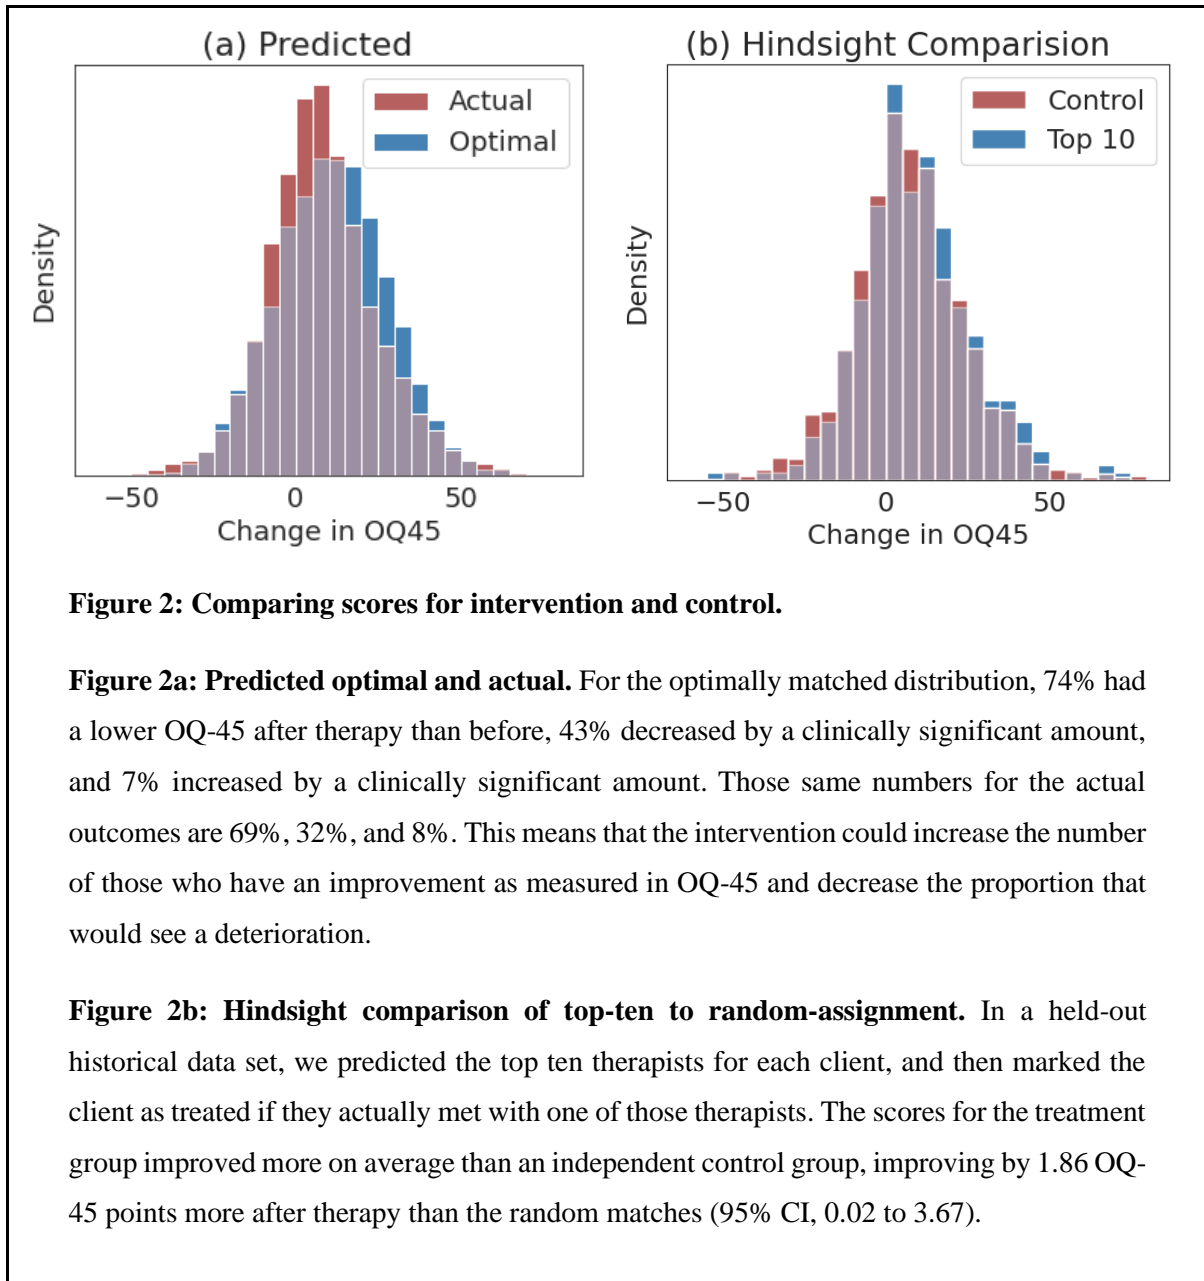 (a) Predicted
Actual
Optimal
Density
−50
0
50
Change in OQ45
(b) Hindsight Comparision
Control
Top 10
Density
−50
0
50
Change in OQ45
Figure 2: Comparing scores for intervention and control.
Figure 2a: Predicted optimal and actual. For the optimally matched distribution, 74% had
a lower OQ-45 after therapy than before, 43% decreased by a clinically significant amount,
and 7% increased by a clinically significant amount. Those same numbers for the actual
outcomes are 69%, 32%, and 8%. This means that the intervention could increase the number
of those who have an improvement as measured in OQ-45 and decrease the proportion that
would see a deterioration.
Figure 2b: Hindsight comparison of top-ten to random-assignment. In a held-out
historical data set, we predicted the top ten therapists for each client, and then marked the
client as treated if they actually met with one of those therapists. The scores for the treatment
group improved more on average than an independent control group, improving by 1.86 OQ-
45 points more after therapy than the random matches (95% CI, 0.02 to 3.67).